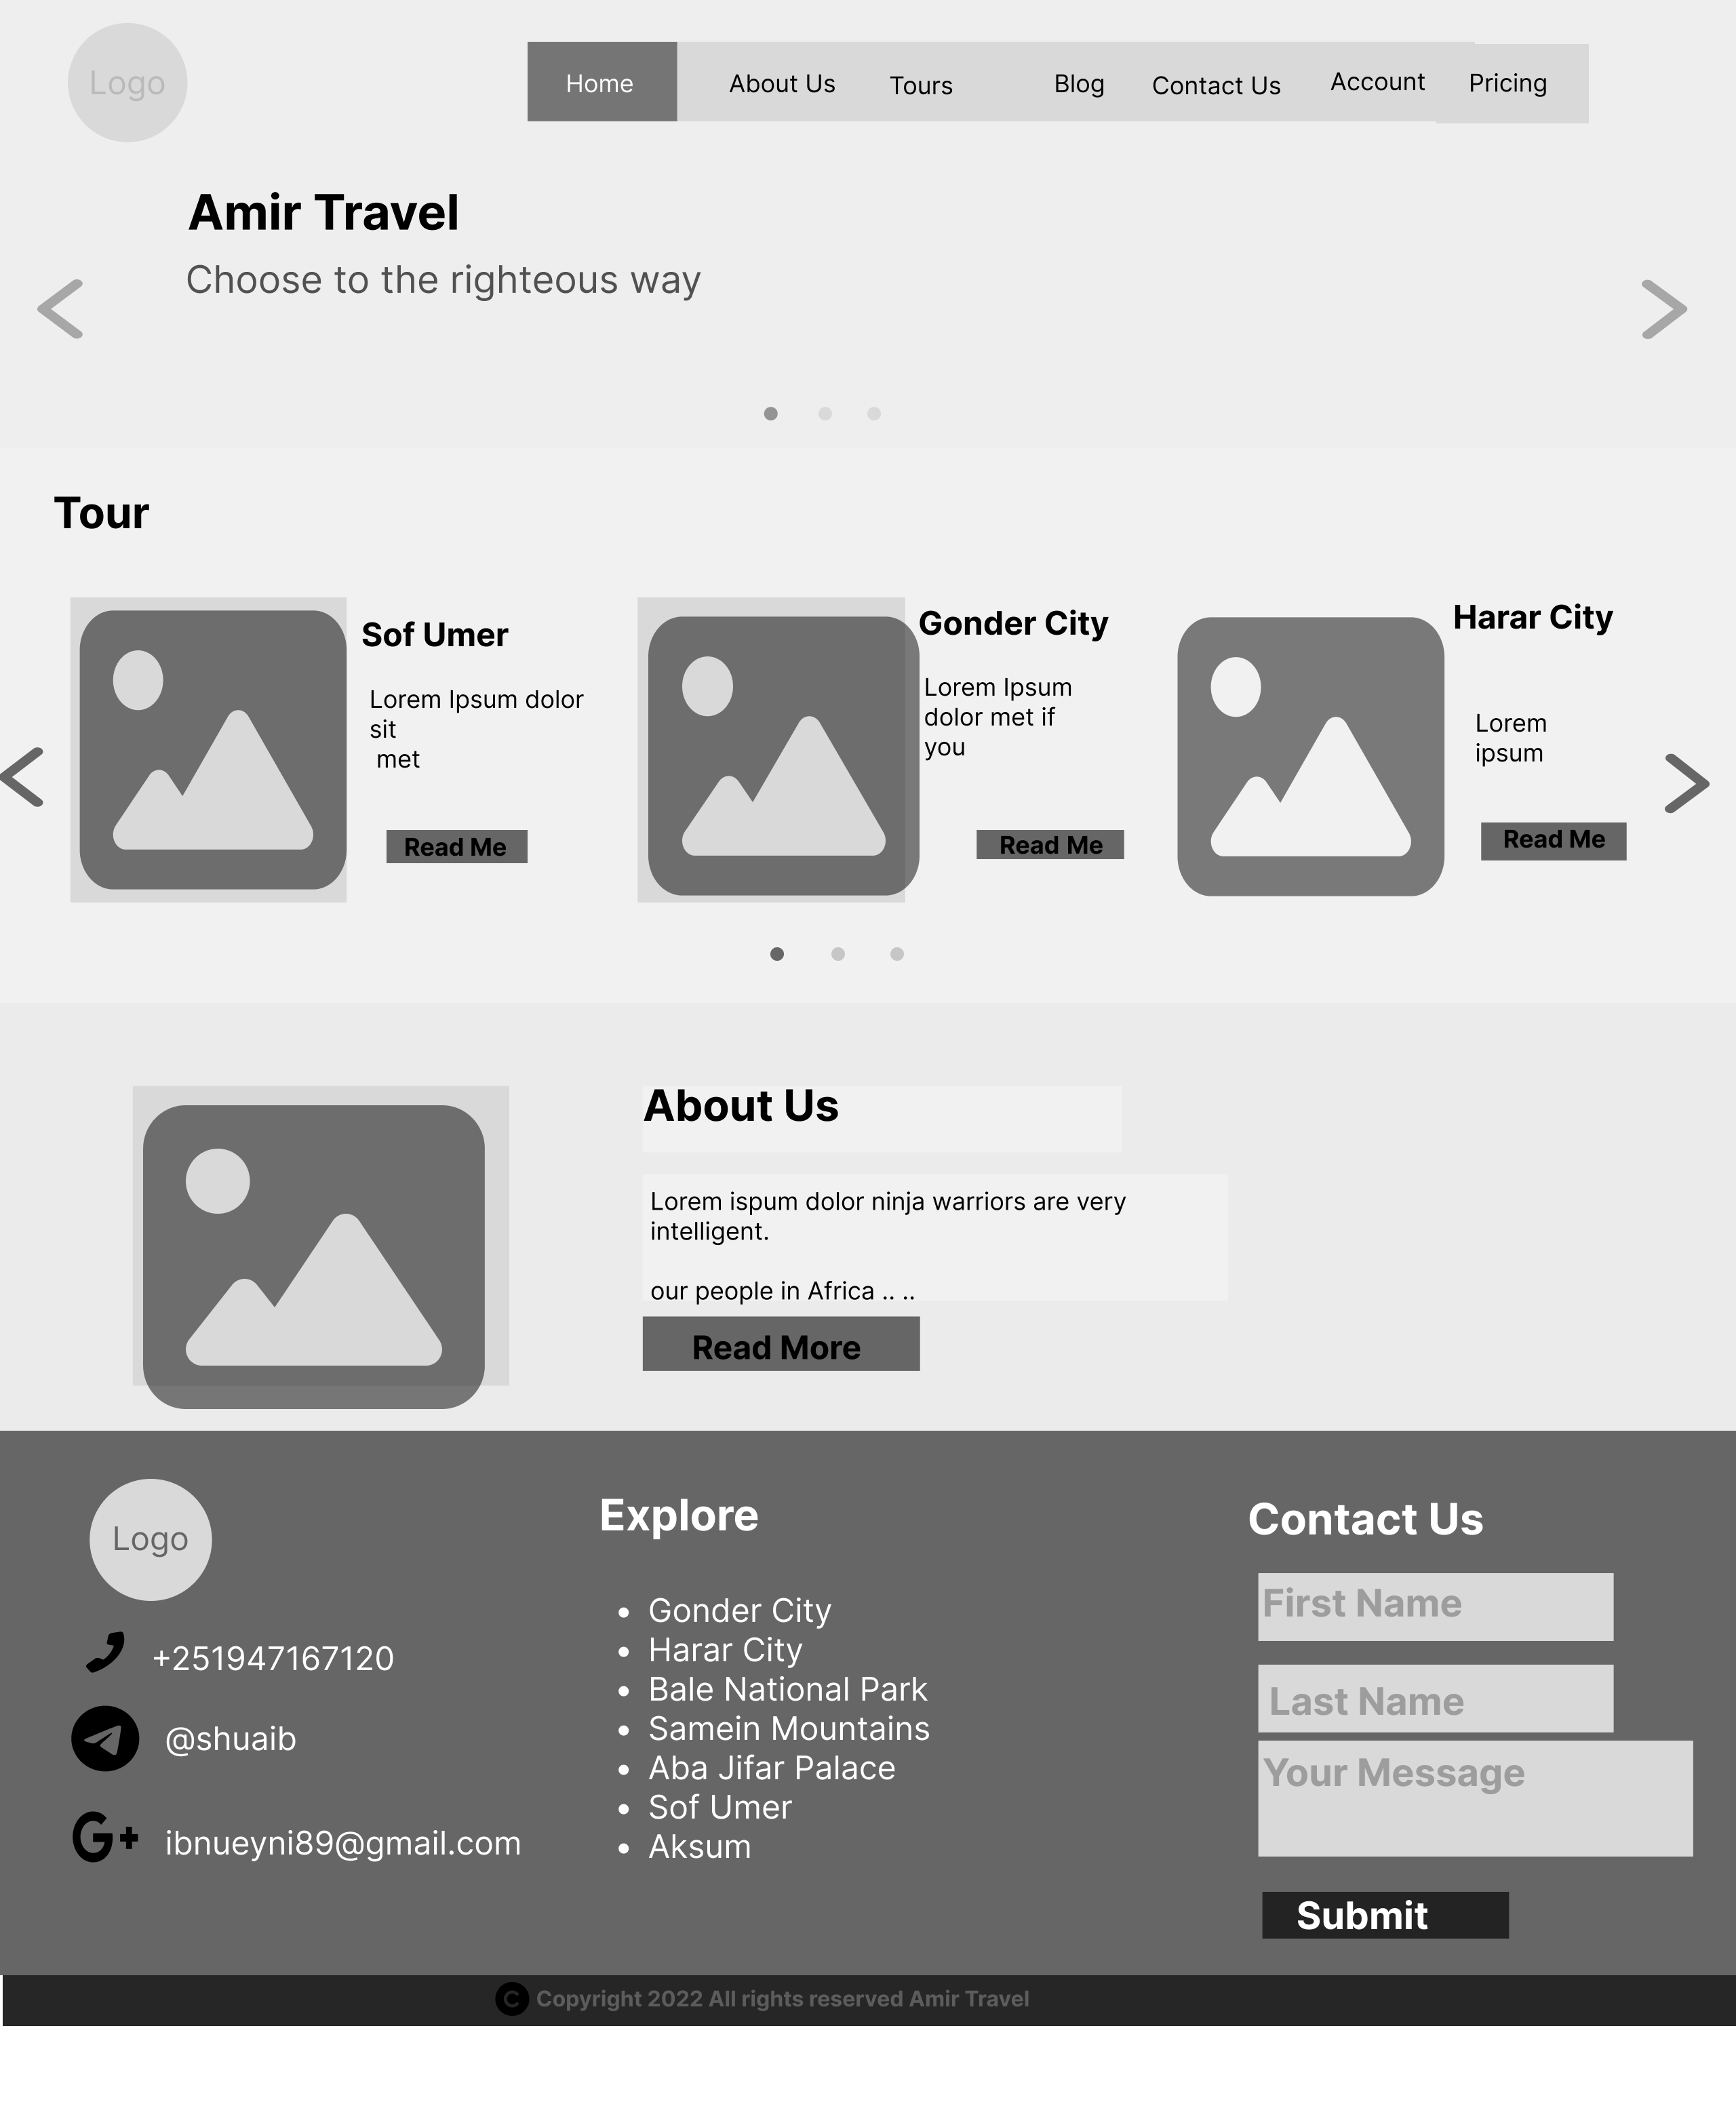 Logo
Home
About Us
Tours
Blog
Contact Us
Account
Pricing
Amir Travel
Choose to the righteous way
Tour
Sof Umer
Lorem Ipsum dolor
sit
met
Read Me
Gonder City
Lorem Ipsum
dolor met if
you
Read Me
Harar City
Lorem
ipsum
Read Me
About Us
Lorem ispum dolor ninja warriors are very
intelligent.
our people in Africa .. ..
Read More
Logo
+251947167120
@shuaib
G+
ibnueyni89@gmail.com
Explore
Gonder City
Harar City
Bale National Park
Samein Mountains
Aba Jifar Palace
Sof Umer
Aksum
Contact Us
First Name
Last Name
Your Message
Submit
© Copyright 2022 All rights reserved Amir Travel